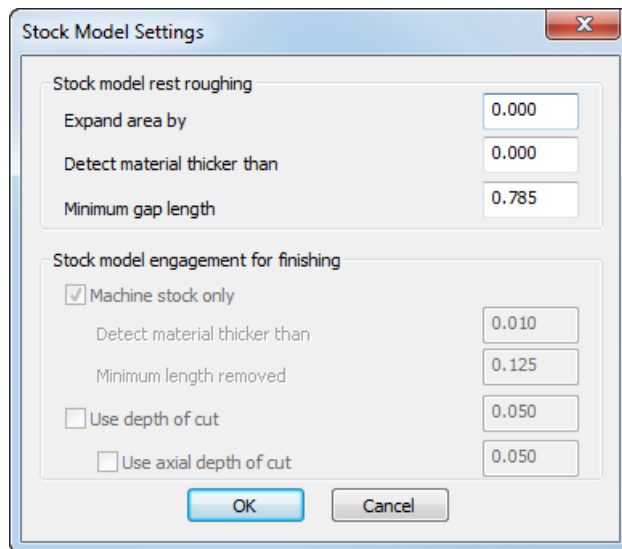 Stock Model Settings
Stock model rest roughing
Expand area by 0.000
Detect material thicker than 0.000
Minimum gap length 0.785
Stock model engagement for finishing
Machine stock only
Detect material thicker than 0.010
Minimum length removed 0.125
Use depth of cut 0.050
Use axial depth of cut 0.050
OK Cancel